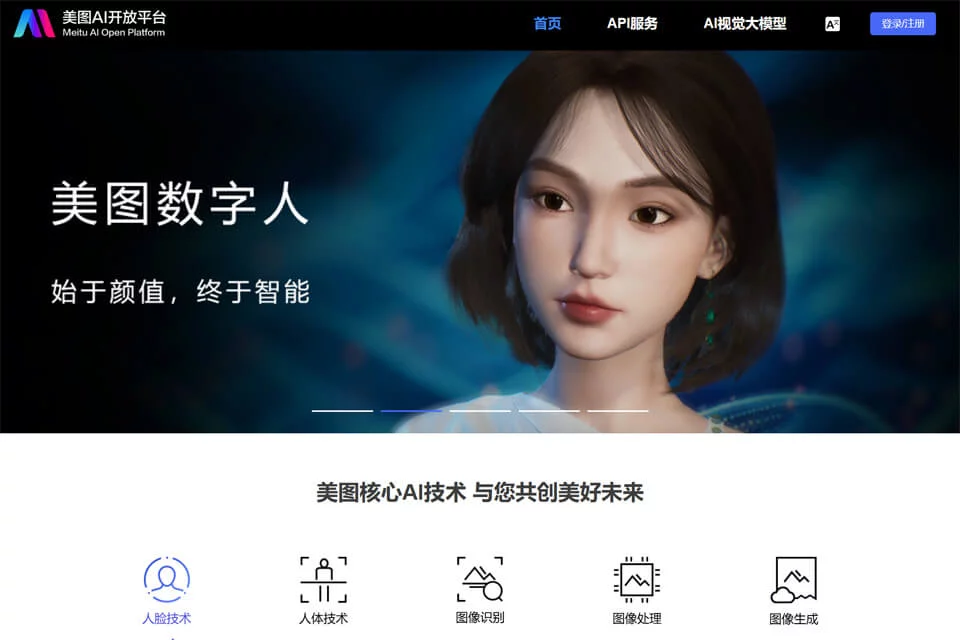 美图AI开放平台
Meitu AI Open Platform
首页
API服务
AI视觉大模型
登录/注册
美图数字人
始于颜值，终于智能
美图核心AI技术 与您共创美好未来
人脸技术
人体技术
图像识别
图像处理
图像生成